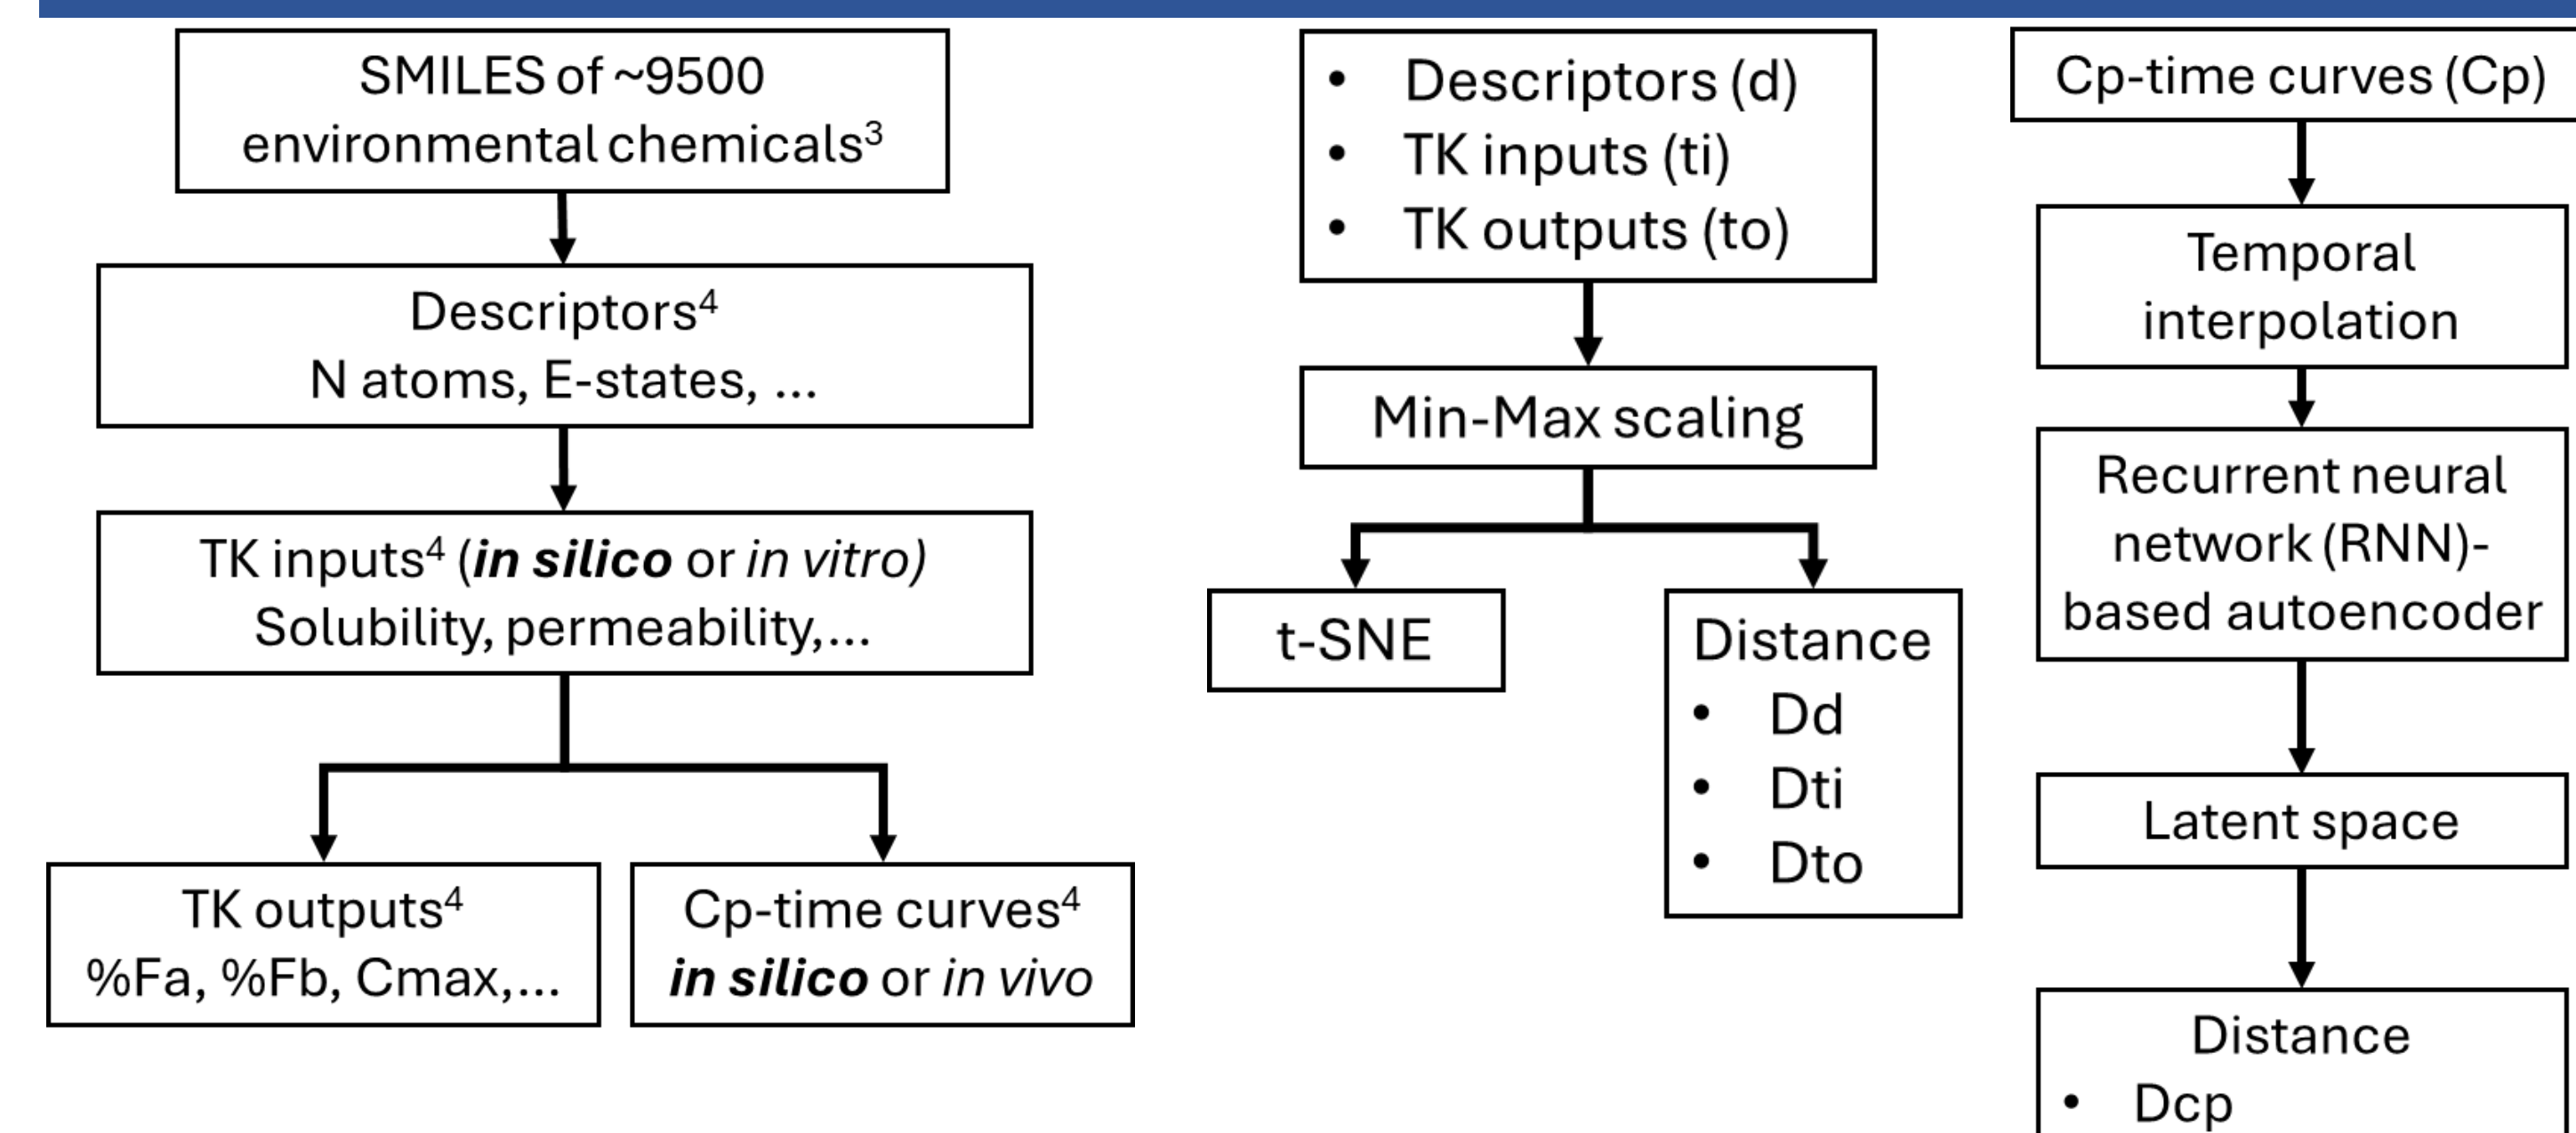 SMILES of ~9500
environmental chemicals³
Descriptors⁴
N atoms, E-states, ...
TK inputs⁴ (in silico or in vitro)
Solubility, permeability,...
TK outputs⁴
%Fa, %Fb, Cmax,...
Cp-time curves⁴
in silico or in vivo
• Descriptors (d)
• TK inputs (ti)
• TK outputs (to)
Min-Max scaling
t-SNE
Distance
• Dd
• Dti
• Dto
Cp-time curves (Cp)
Temporal
interpolation
Recurrent neural
network (RNN)-
based autoencoder
Latent space
Distance
• Dcp